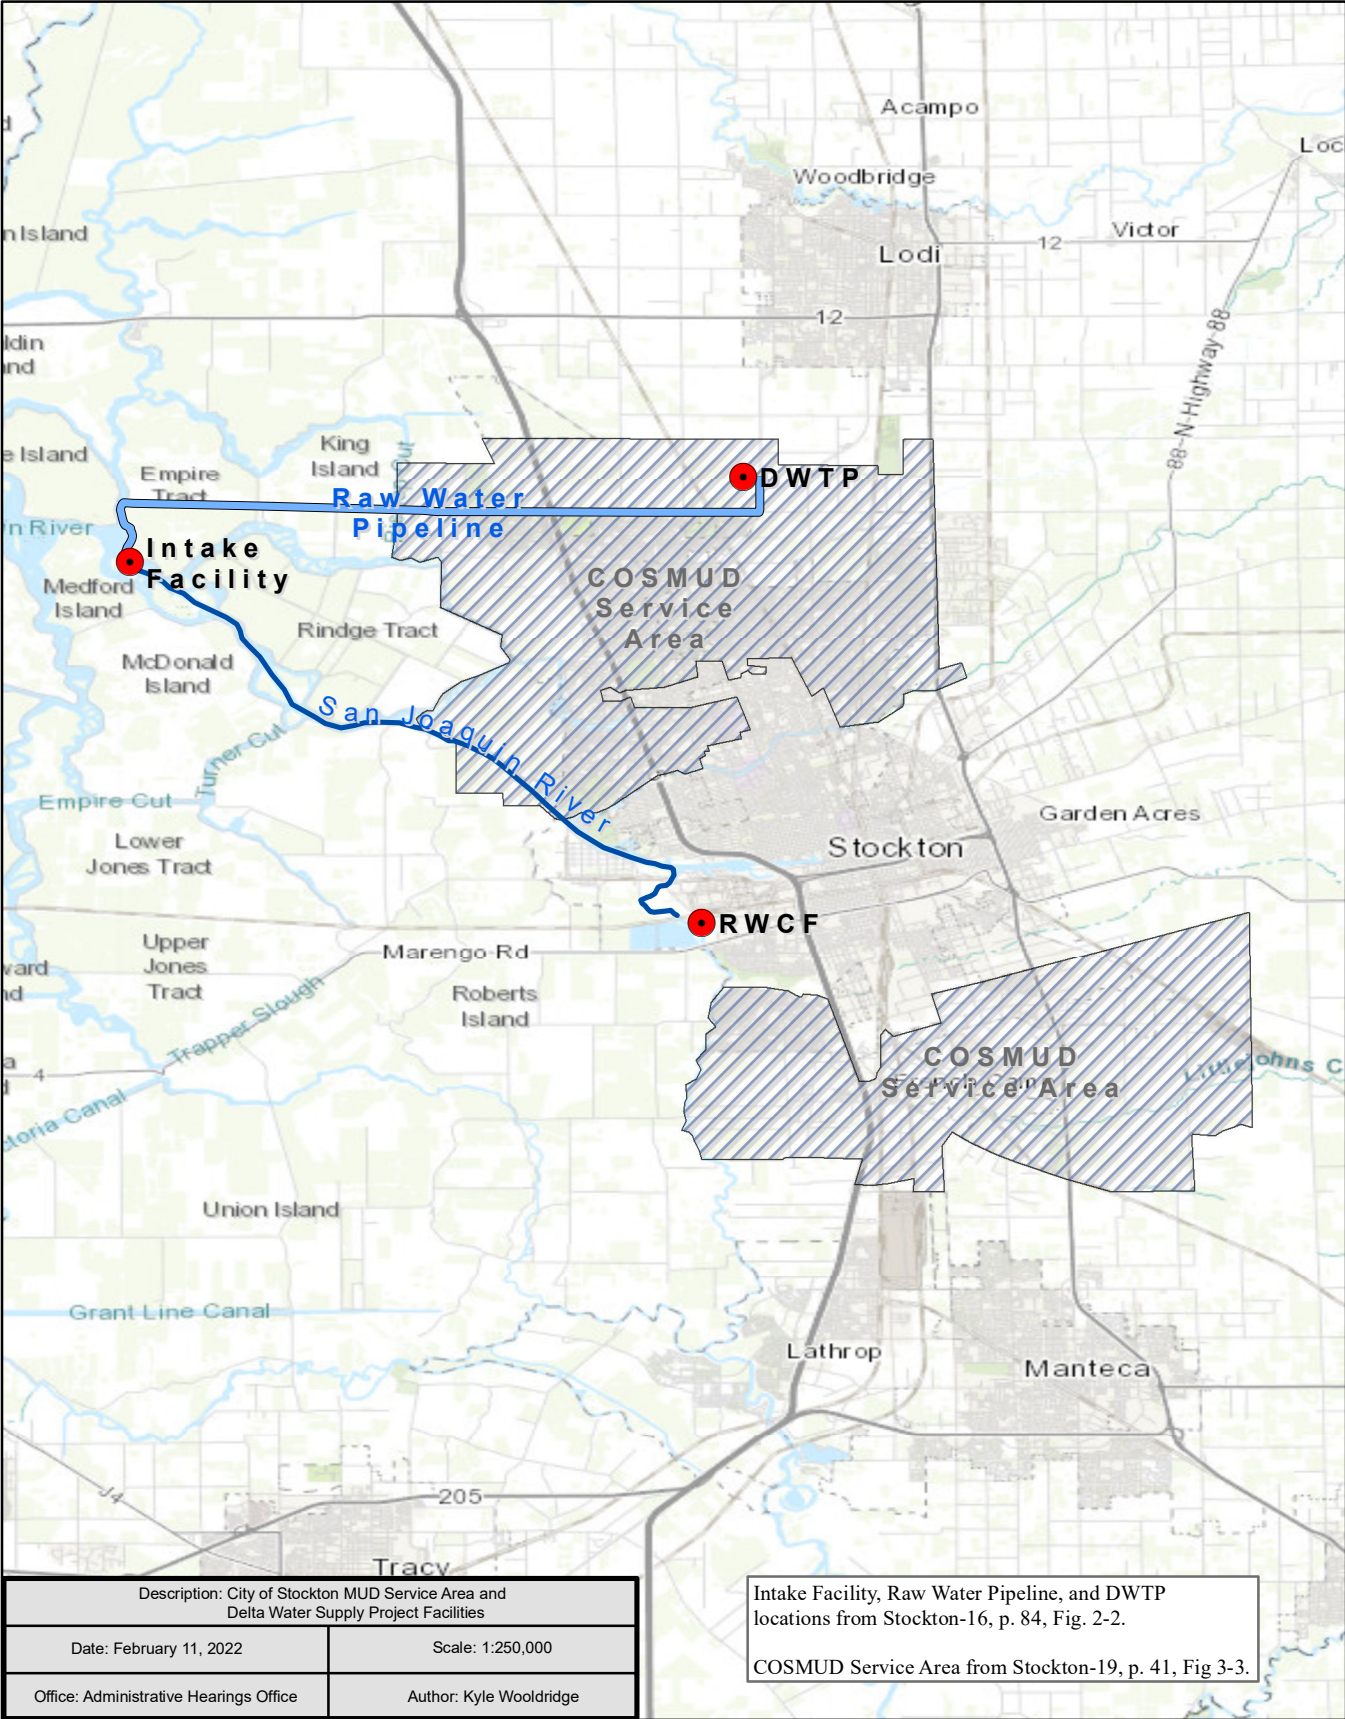 Acampo
Loc
Woodbridge
Victor
n Island
12
Lodi
12
ldin
nd
88-N-Highway-88
King
Island
e Island
Empire
Tract
DWTP
Raw Water
Pipeline
n River
Intake
Facility
Medford
Island
COSMUD
Service
Area
Rindge Tract
McDonald
Island
San Joaquin River
Turner Cut
Empire Cut
Garden Acres
Lower
Jones Tract
Stockton
RWCF
Upper
Jones
Tract
Marengo Rd
ward
nd
Roberts
Island
Trapper Slough
COSMUD
Service Area
Littlejohns C
a
4
ctoria Canal
Union Island
Grant Line Canal
Lathrop
Manteca
J4
205
Tracy
Description: City of Stockton MUD Service Area and
Delta Water Supply Project Facilities
Date: February 11, 2022
Scale: 1:250,000
Office: Administrative Hearings Office
Author: Kyle Wooldridge
Intake Facility, Raw Water Pipeline, and DWTP
locations from Stockton-16, p. 84, Fig. 2-2.
COSMUD Service Area from Stockton-19, p. 41, Fig 3-3.